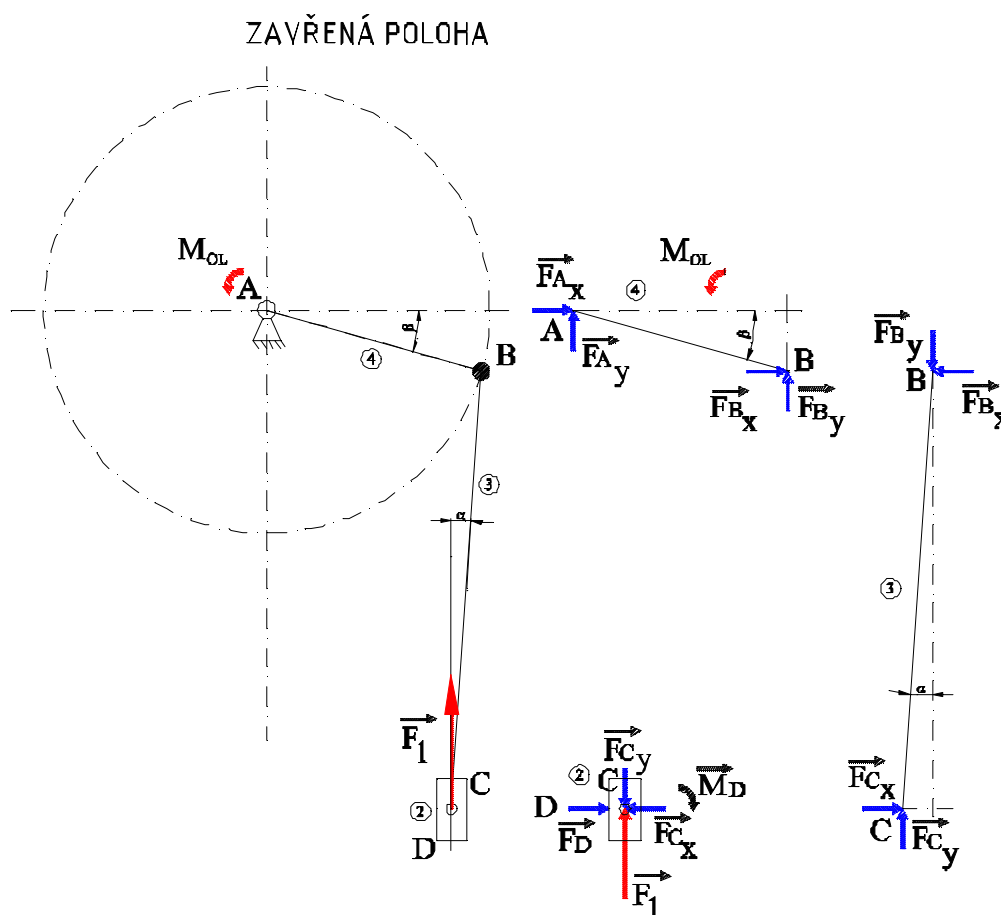 ZAVŘENÁ POLOHA
M_OL
A
β
④
B
③
α
F₁
C
②
D
F_Ax
④
M_OL
A
F_Ay
β
B
F_Bx
F_By
F_By
B
F_Bx
③
α
F_Cx
C
F_Cy
②
F_Cy
C
M_D
D
F_D
F_Cx
F₁